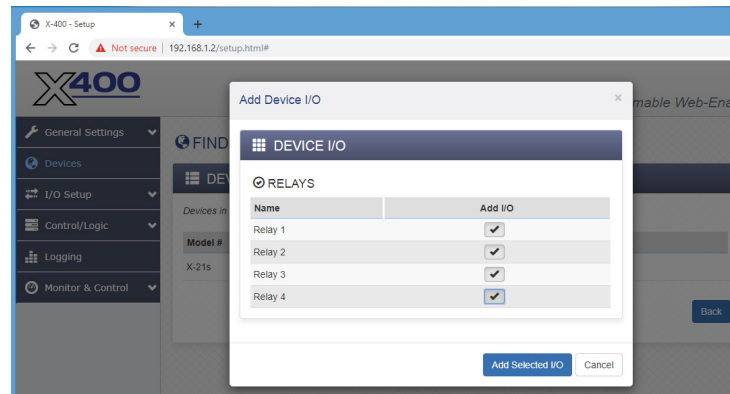 X-400 - Setup
Not secure | 192.168.1.2/setup.html#
X400
Add Device I/O
mable Web-Ena
General Settings
FIND
DEVICE I/O
Devices
DEV
RELAYS
I/O Setup
Devices in
Name Add I/O
Control/Logic
Relay 1
Model #
Relay 2
Logging
X-21s
Relay 3
Monitor & Control
Relay 4
Back
Add Selected I/O Cancel